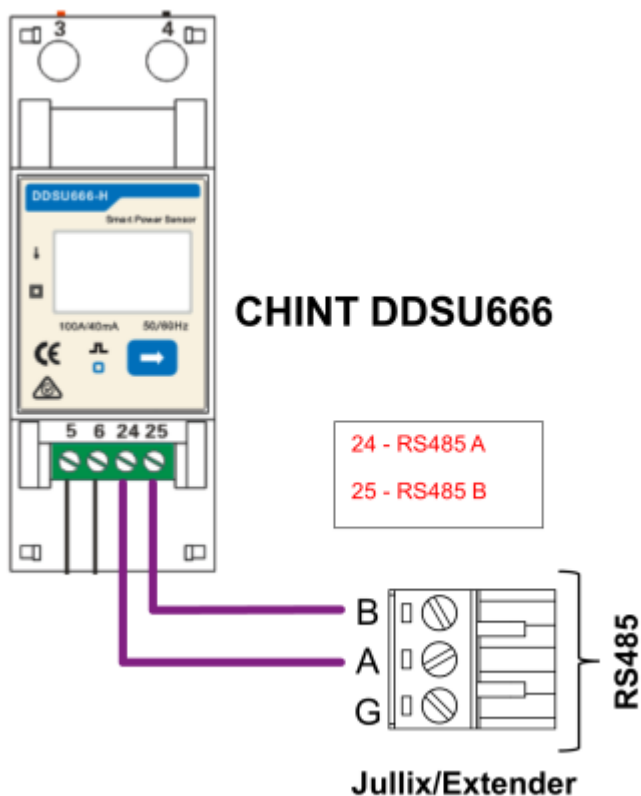 3 4
DDSU666-H
Smart Power Sensor
100A/40mA 50/60Hz
CE
5 6 24 25
CHINT DDSU666
24 - RS485 A
25 - RS485 B
B
A
G
RS485
Jullix/Extender